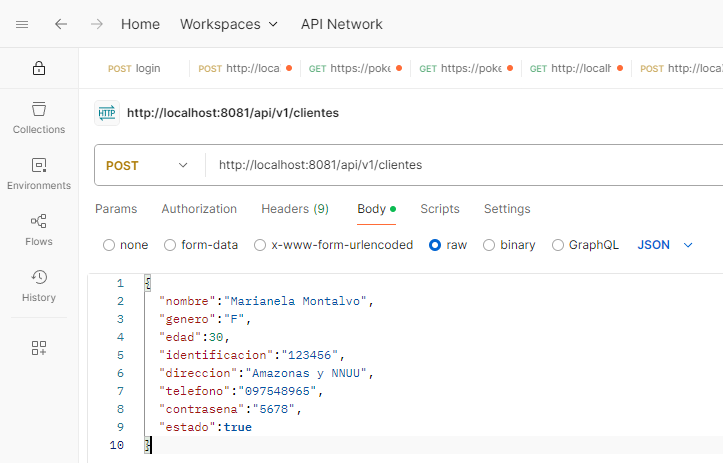 Home Workspaces API Network
POST login POST http://loca GET https://poke GET https://poke GET http://localh POST http://loca
HTTP http://localhost:8081/api/v1/clientes
Collections
POST http://localhost:8081/api/v1/clientes
Environments
Params Authorization Headers (9) Body Scripts Settings
Flows
none form-data x-www-form-urlencoded raw binary GraphQL JSON
History
1 {
2 "nombre":"Marianela Montalvo",
3 "genero":"F",
4 "edad":30,
5 "identificacion":"123456",
6 "direccion":"Amazonas y NNUU",
7 "telefono":"097548965",
8 "contrasena":"5678",
9 "estado":true
10 }